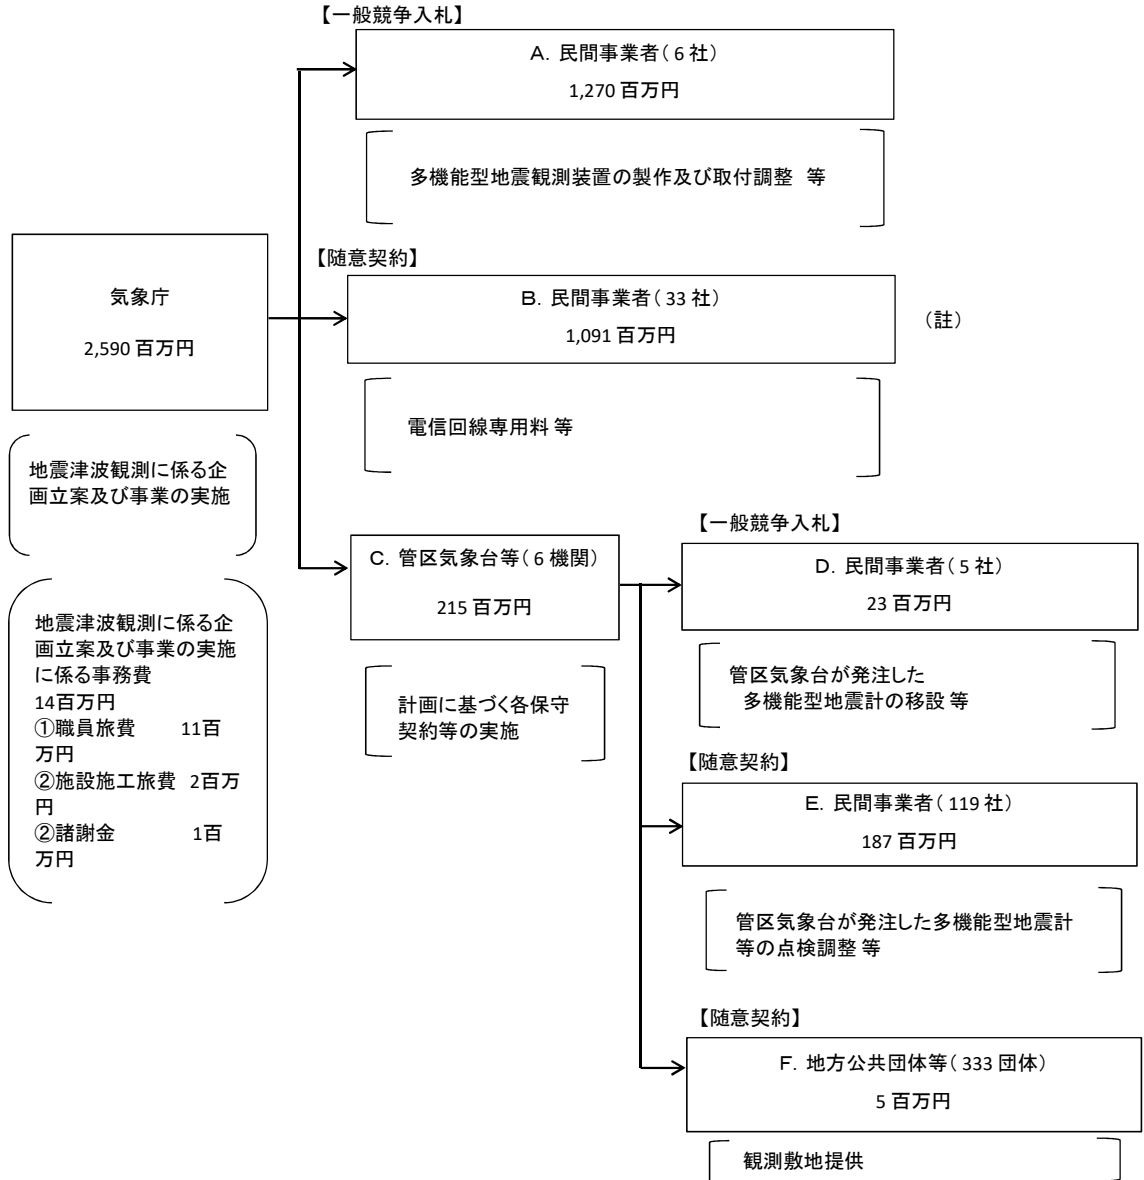 【一般競争入札】
A. 民間事業者( 6 社)
1,270 百万円
多機能型地震観測装置の製作及び取付調整 等
気象庁
2,590 百万円
【随意契約】
B. 民間事業者( 33 社)
1,091 百万円
(註)
電信回線専用料 等
地震津波観測に係る企
画立案及び事業の実施
地震津波観測に係る企
画立案及び事業の実施
に係る事務費
14百万円
①職員旅費 11百
万円
②施設施工旅費 2百万
円
②諸謝金 1百
万円
C. 管区気象台等( 6 機関)
215 百万円
計画に基づく各保守
契約等の実施
【一般競争入札】
D. 民間事業者( 5 社)
23 百万円
管区気象台が発注した
多機能型地震計の移設 等
【随意契約】
E. 民間事業者( 119 社)
187 百万円
管区気象台が発注した多機能型地震計
等の点検調整 等
【随意契約】
F. 地方公共団体等( 333 団体)
5 百万円
観測敷地提供